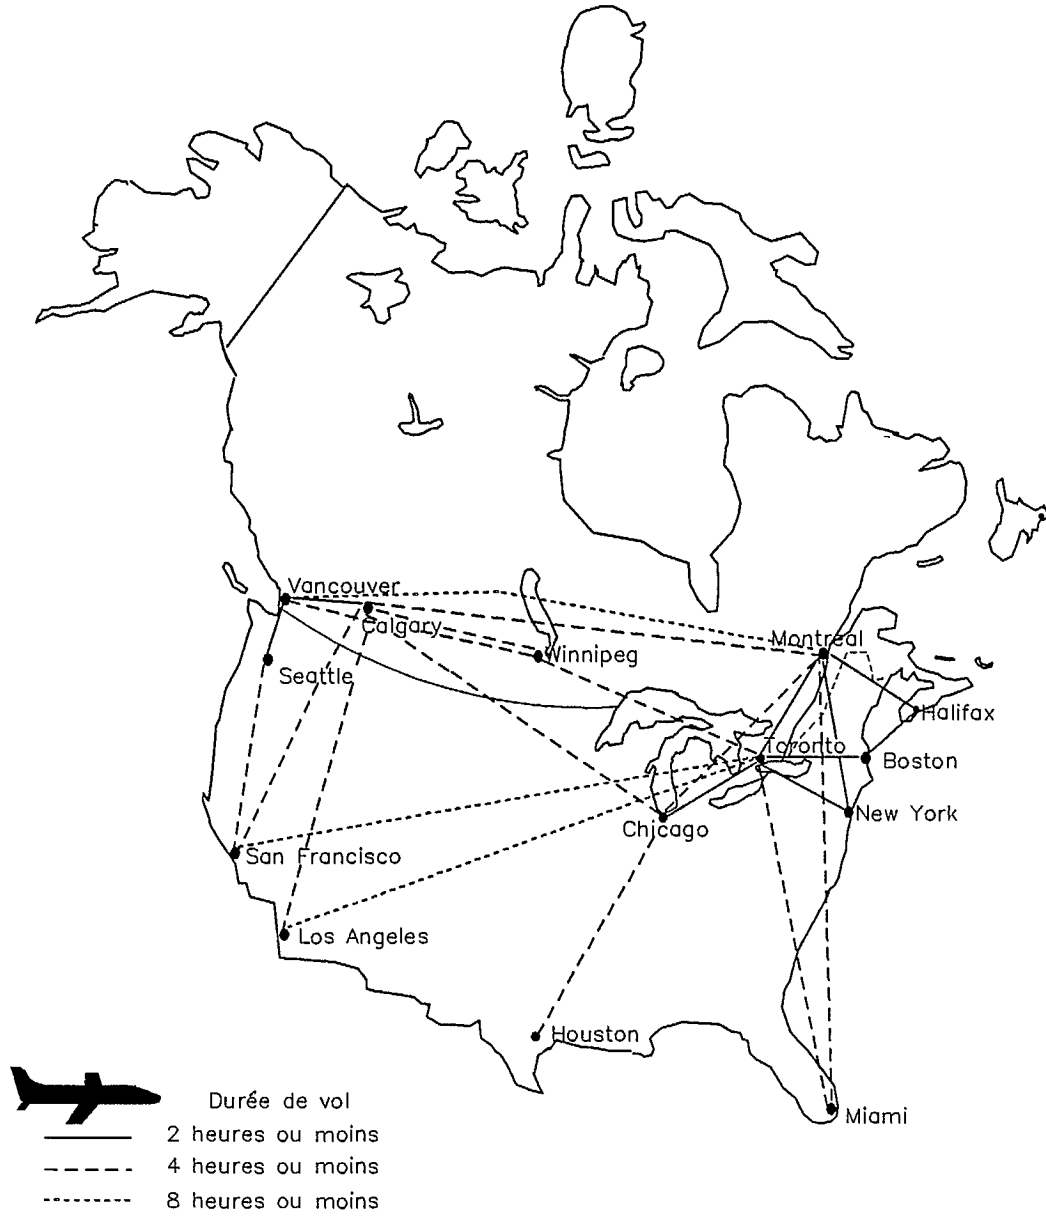 Vancouver
Calgary
Winnipeg
Montréal
Seattle
Halifax
Toronto
Boston
New York
Chicago
San Francisco
Los Angeles
Houston
Miami
Durée de vol
2 heures ou moins
4 heures ou moins
8 heures ou moins